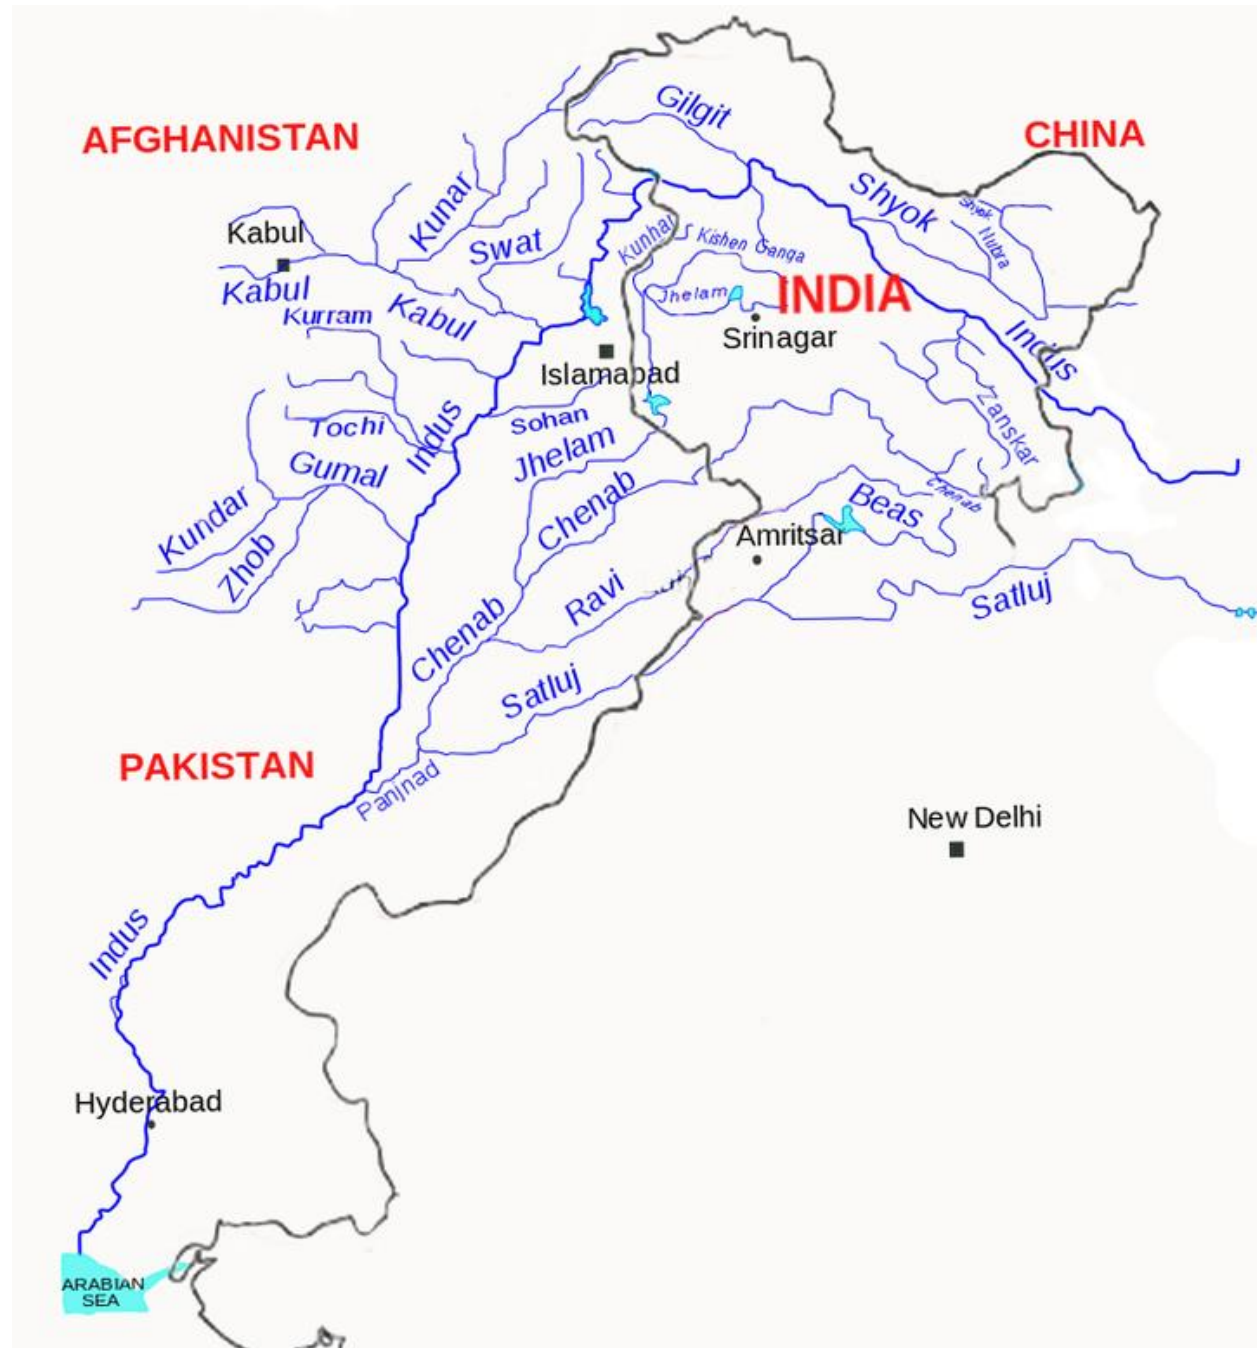 Gilgit
AFGHANISTAN
CHINA
Shyok
Kunar
Shyok
Nubra
Kabul
Swat
Kunhar
Kishen Ganga
Kabul
Kurram
Kabul
Jhelam
INDIA
Srinagar
Indus
Islamabad
Zanskar
Sohan
Tochi
Indus
Jhelam
Gumal
Chenab
Chenab
Beas
Kundar
Amritsar
Zhob
Ravi
Satluj
Chenab
Satluj
PAKISTAN
Panjnad
New Delhi
Indus
Hyderabad
ARABIAN
SEA